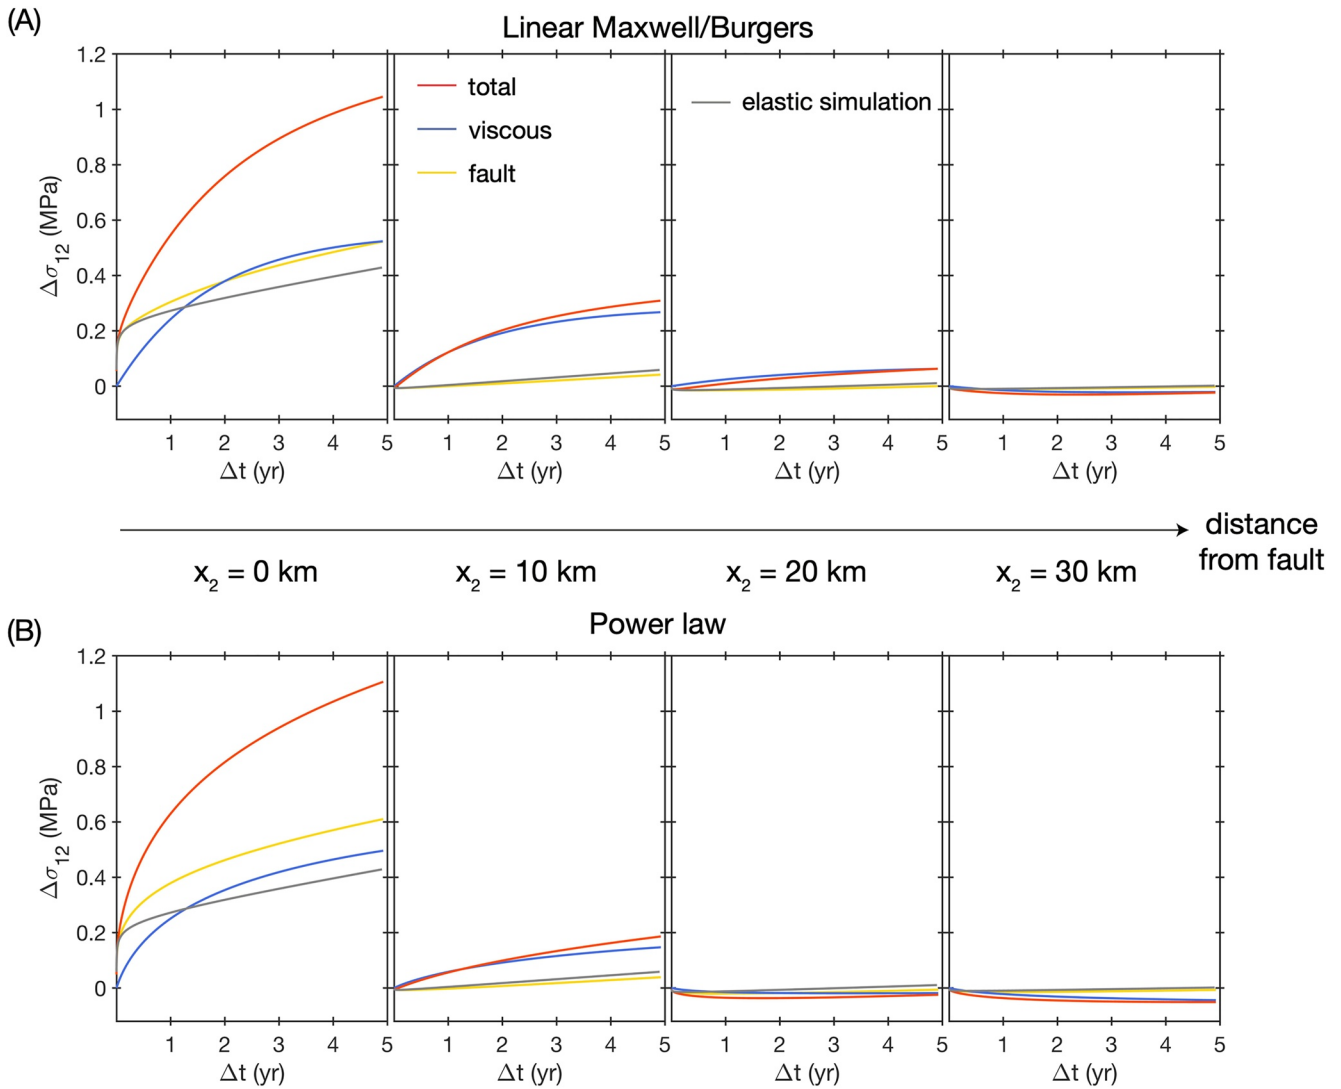 (A)
Linear Maxwell/Burgers
1.2
1
0.8
0.6
0.4
0.2
0
Δσ12 (MPa)
total
viscous
fault
elastic simulation
1 2 3 4 5 1 2 3 4 5 1 2 3 4 5 1 2 3 4 5
Δt (yr) Δt (yr) Δt (yr) Δt (yr)
distance
from fault
x2 = 0 km x2 = 10 km x2 = 20 km x2 = 30 km
(B)
Power law
1.2
1
0.8
0.6
0.4
0.2
0
Δσ12 (MPa)
1 2 3 4 5 1 2 3 4 5 1 2 3 4 5 1 2 3 4 5
Δt (yr) Δt (yr) Δt (yr) Δt (yr)